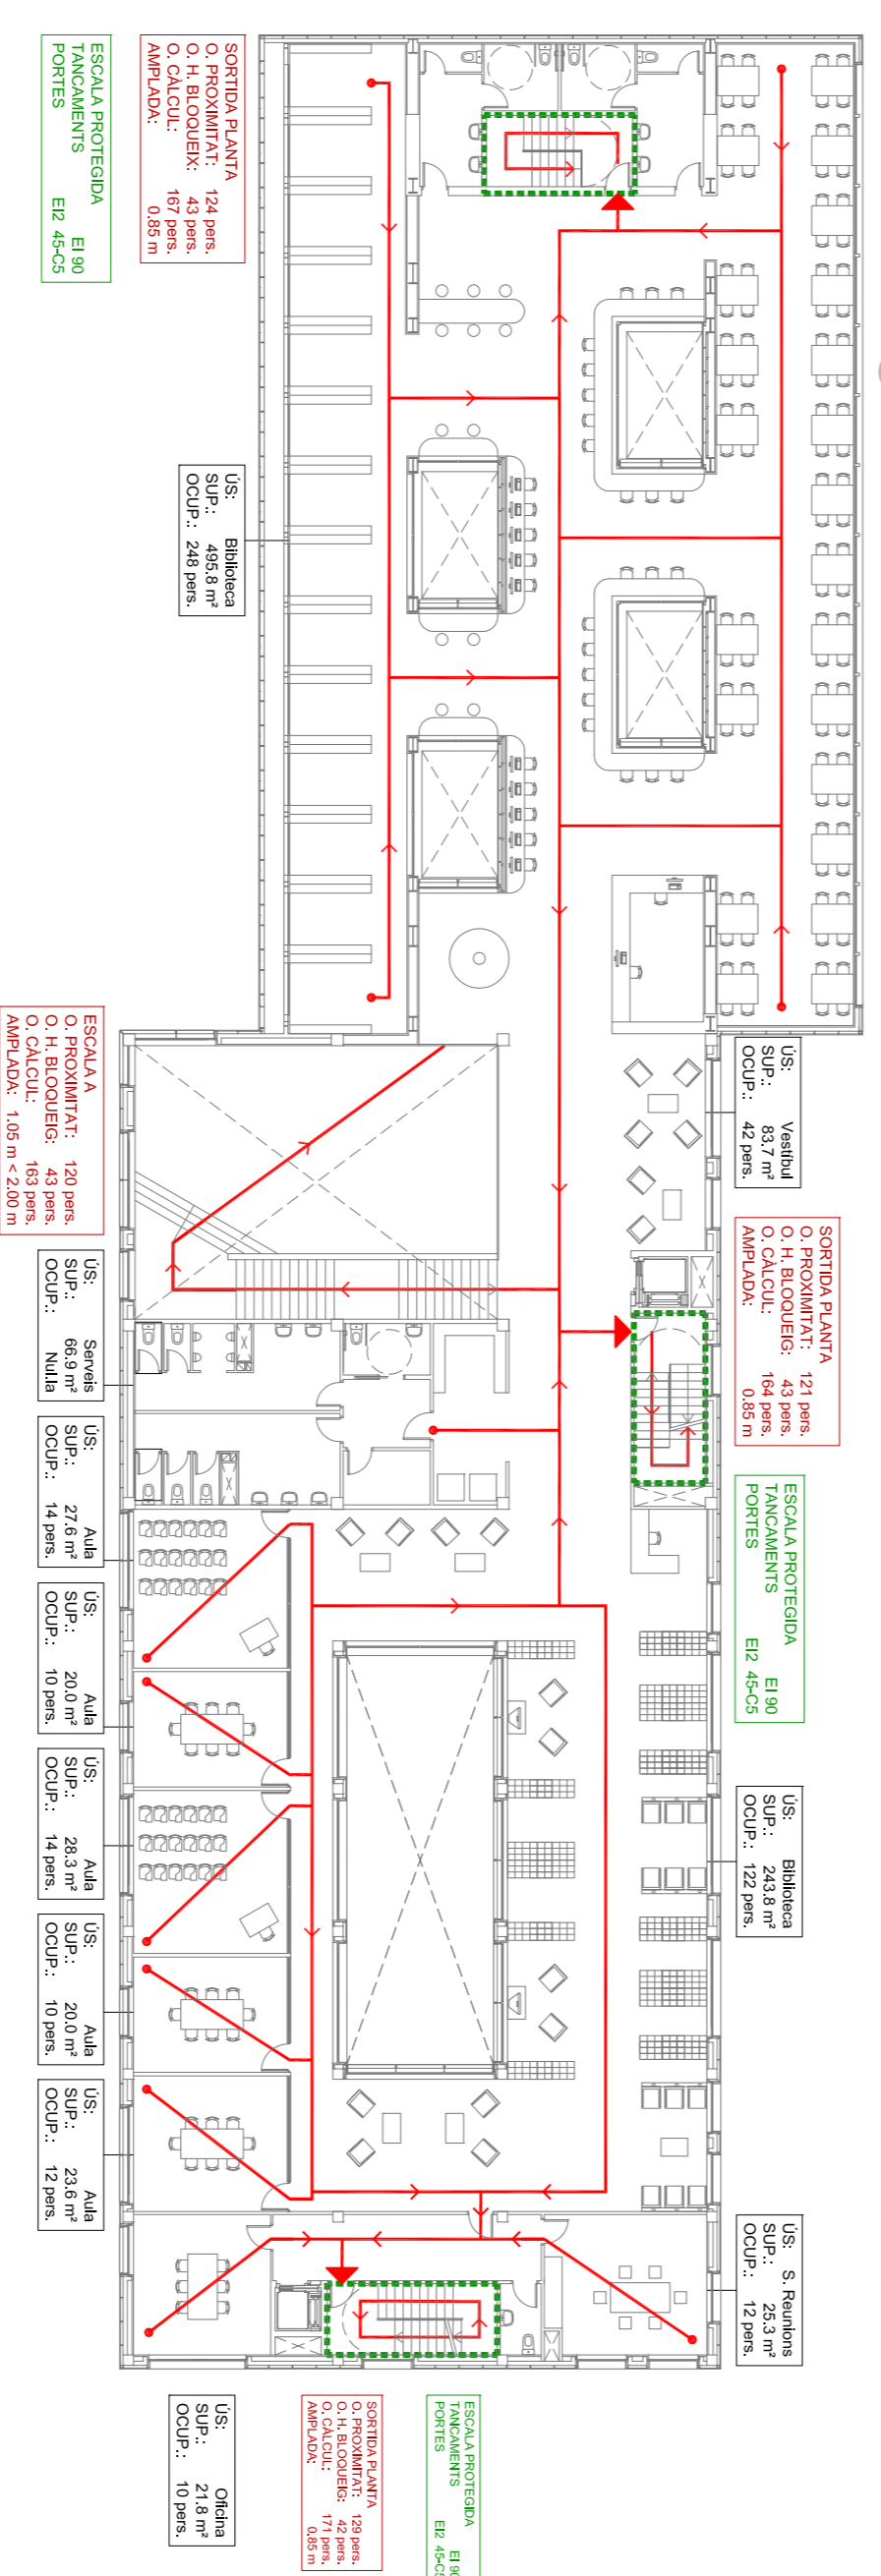 ESCALA PROTEGIDA
TANCAMENTS EI 90
PORTES EI2 45-C5
SORTIDA PLANTA
O. PROXIMITAT: 124 pers.
O. H. BLOQUEIX: 43 pers.
O. CÀLCUL: 167 pers.
AMPLADA: 0.85 m
ÚS: Biblioteca
SUP.: 495.8 m²
OCUP.: 248 pers.
ÚS: Vestíbul
SUP.: 83.7 m²
OCUP.: 42 pers.
ESCALA A
O. PROXIMITAT: 120 pers.
O. H. BLOQUEIG: 43 pers.
O. CÀLCUL: 163 pers.
AMPLADA: 1.05 m < 2.00 m
SORTIDA PLANTA
O. PROXIMITAT: 121 pers.
O. H. BLOQUEIG: 43 pers.
O. CÀLCUL: 164 pers.
AMPLADA: 0.85 m
ÚS: Serveis
SUP.: 66.9 m²
OCUP.: Nul.la
ÚS: Aula
SUP.: 27.6 m²
OCUP.: 14 pers.
ESCALA PROTEGIDA
TANCAMENTS EI 90
PORTES EI2 45-C5
ÚS: Aula
SUP.: 20.0 m²
OCUP.: 10 pers.
ÚS: Aula
SUP.: 28.3 m²
OCUP.: 14 pers.
ÚS: Biblioteca
SUP.: 243.8 m²
OCUP.: 122 pers.
ÚS: Aula
SUP.: 20.0 m²
OCUP.: 10 pers.
ÚS: Aula
SUP.: 23.6 m²
OCUP.: 12 pers.
ÚS: S. Reunions
SUP.: 25.3 m²
OCUP.: 12 pers.
ÚS: Oficina
SUP.: 21.8 m²
OCUP.: 10 pers.
SORTIDA PLANTA
O. PROXIMITAT: 129 pers.
O. H. BLOQUEIG: 42 pers.
O. CÀLCUL: 171 pers.
AMPLADA: 0.85 m
ESCALA PROTEGIDA
TANCAMENTS EI 90
PORTES EI2 45-C5